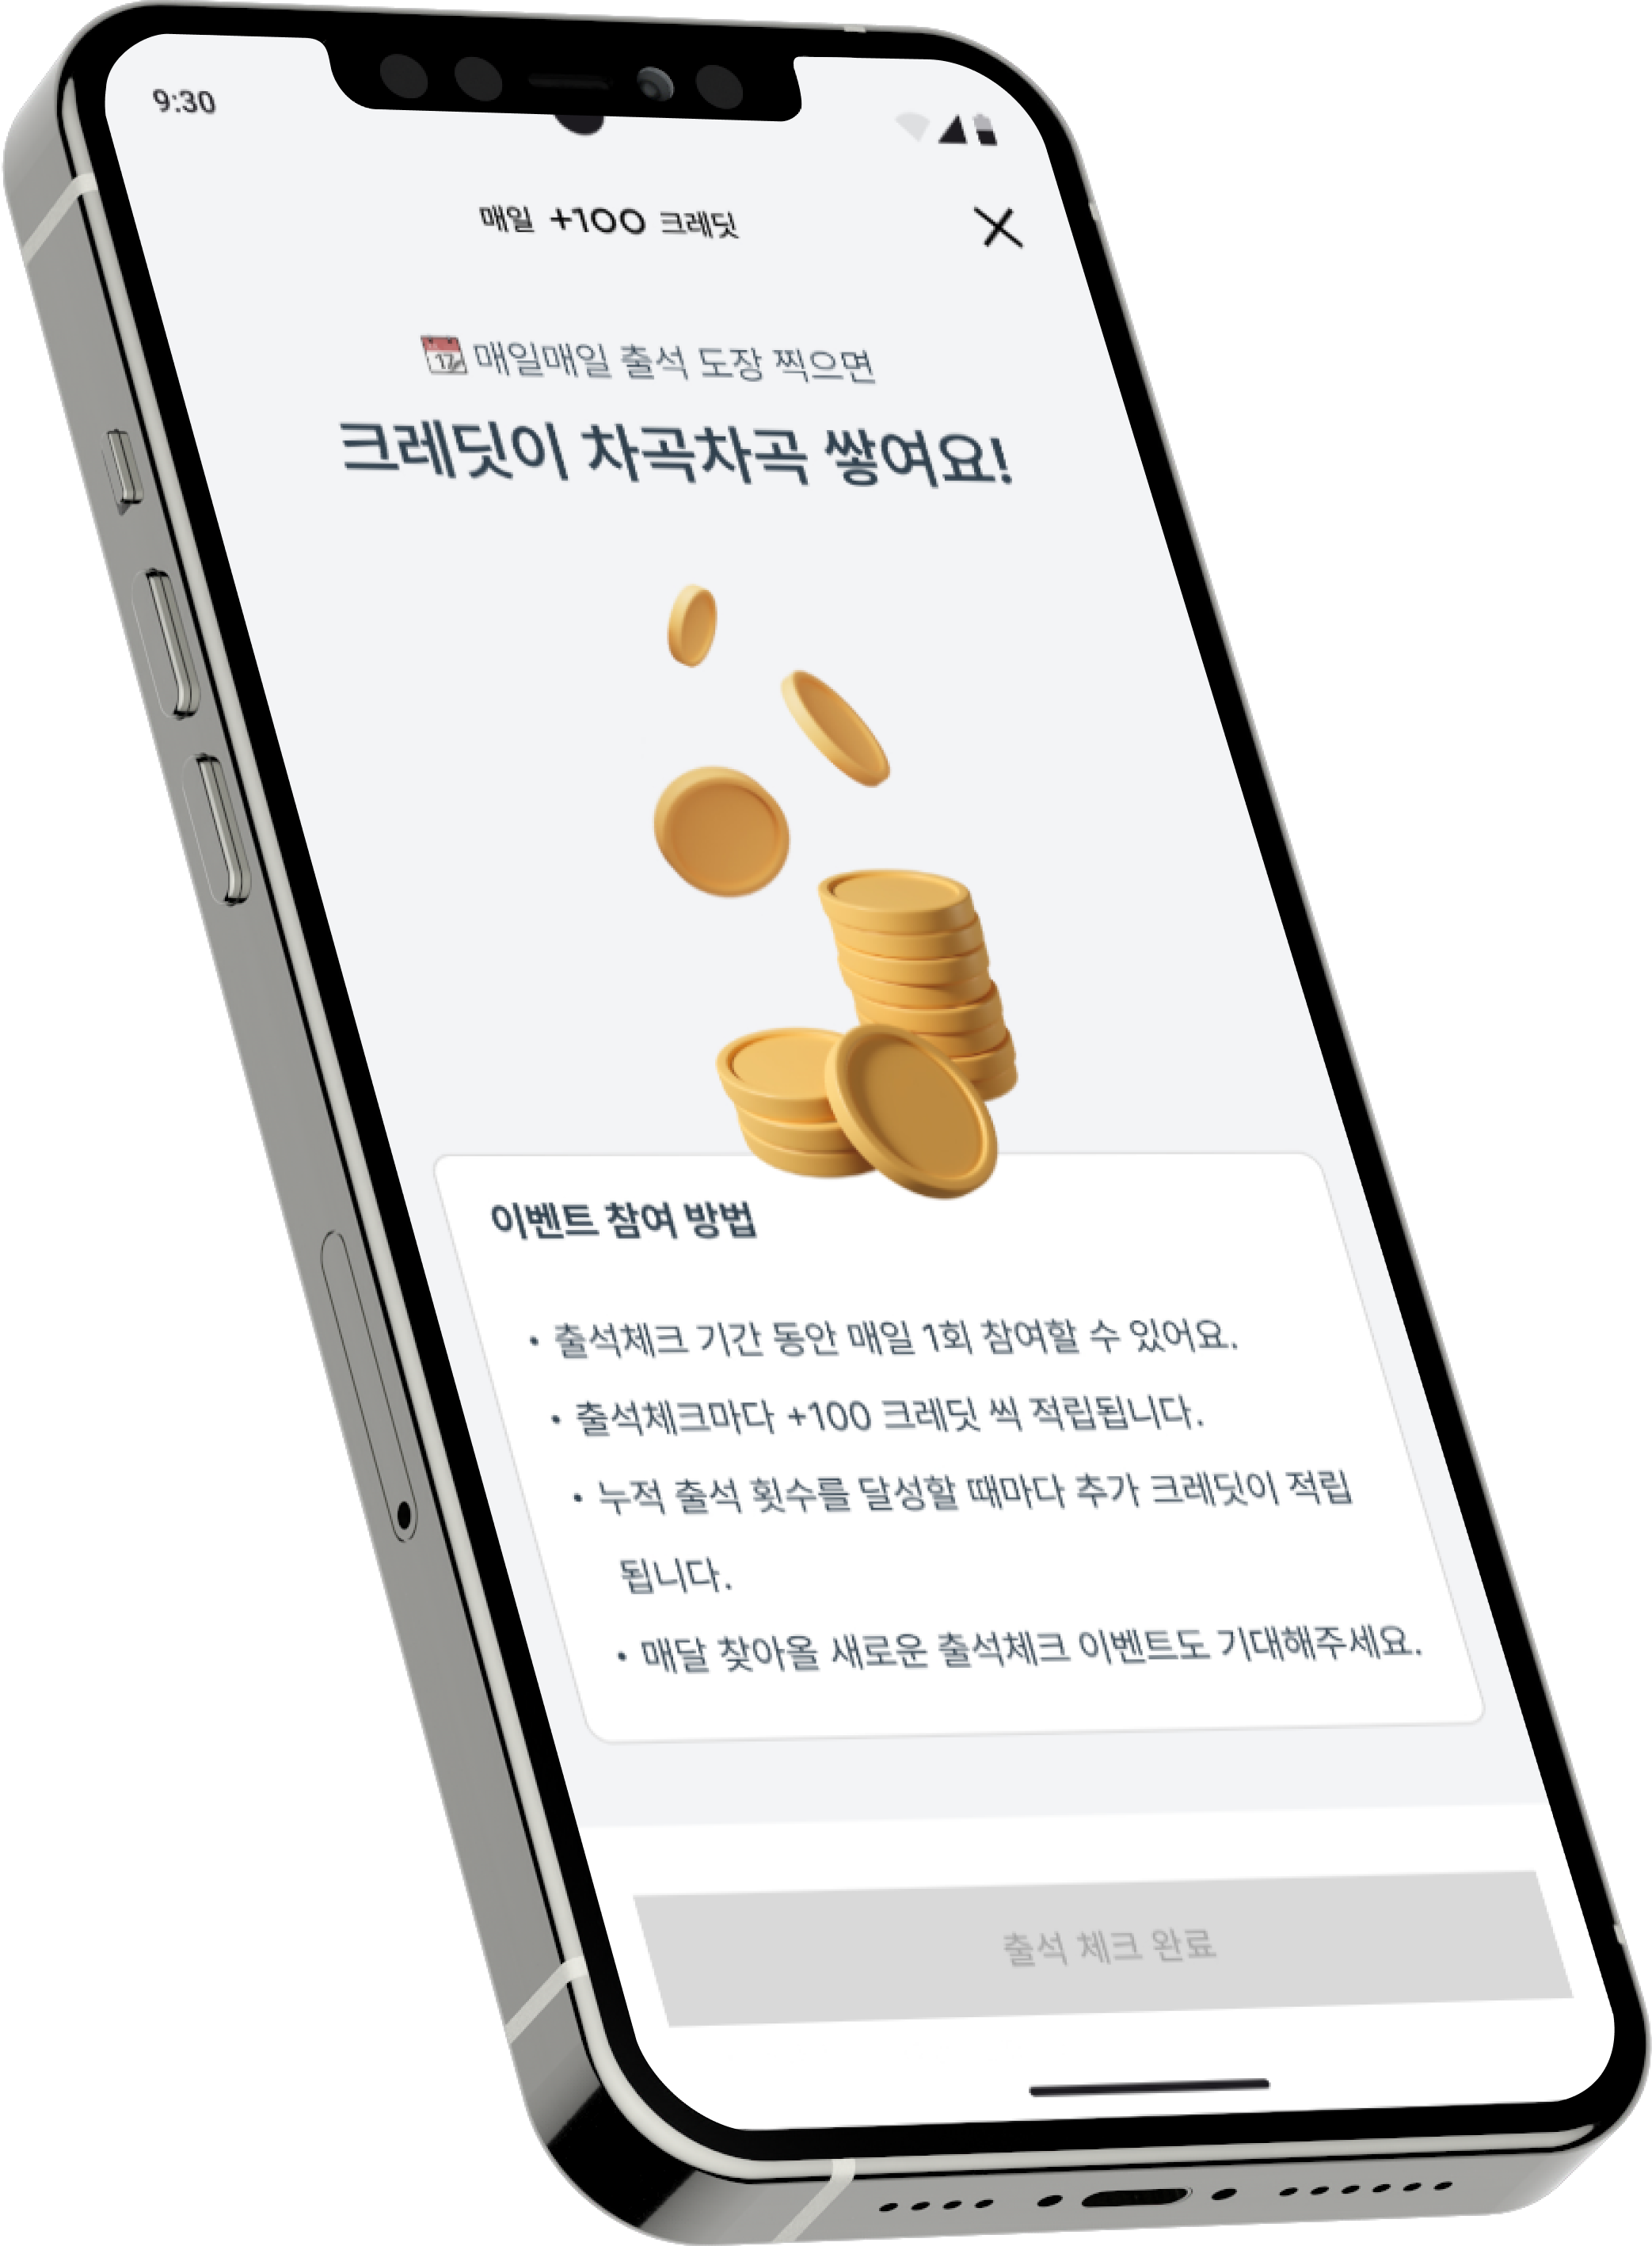 9:30
매일 +100 크레딧
17
매일매일 출석 도장 찍으면
크레딧이 차곡차곡 쌓여요!
이벤트 참여 방법
• 출석체크 기간 동안 매일 1회 참여할 수 있어요.
• 출석체크마다 +100 크레딧 씩 적립됩니다.
• 누적 출석 횟수를 달성할 때마다 추가 크레딧이 적립
됩니다.
• 매달 찾아올 새로운 출석체크 이벤트도 기대해주세요.
출석 체크 완료